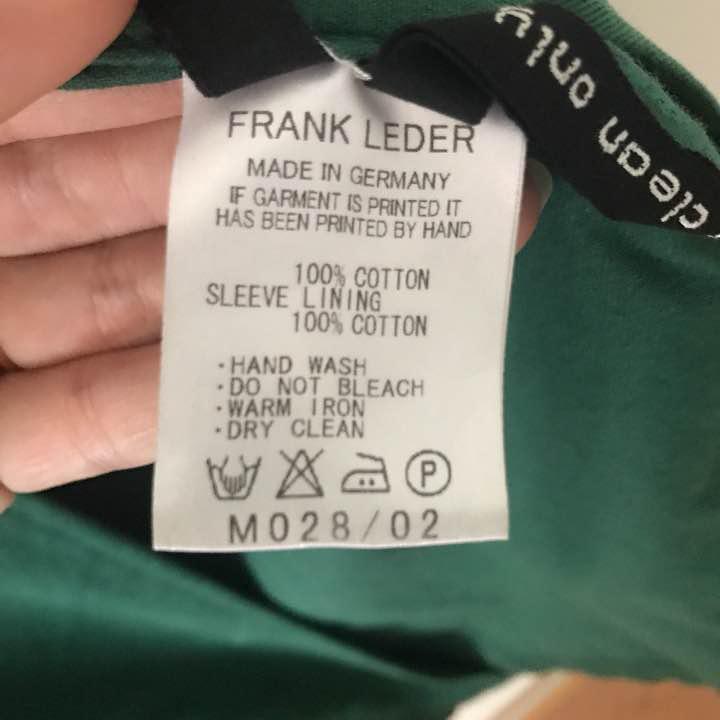 clean only
FRANK LEDER
MADE IN GERMANY
IF GARMENT IS PRINTED IT
HAS BEEN PRINTED BY HAND
100% COTTON
SLEEVE LINING
100% COTTON
·HAND WASH
·DO NOT BLEACH
·WARM IRON
·DRY CLEAN
P
M028/02